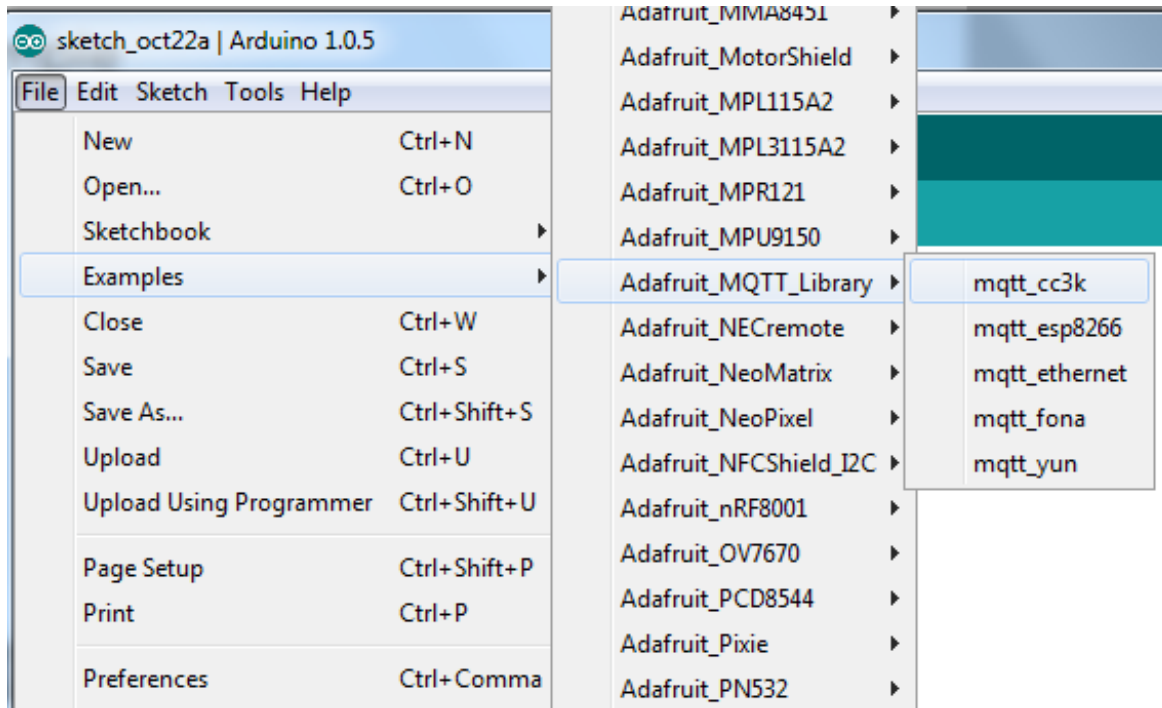 sketch_oct22a | Arduino 1.0.5
File Edit Sketch Tools Help
New Ctrl+N
Open... Ctrl+O
Sketchbook
Examples
Close Ctrl+W
Save Ctrl+S
Save As... Ctrl+Shift+S
Upload Ctrl+U
Upload Using Programmer Ctrl+Shift+U
Page Setup Ctrl+Shift+P
Print Ctrl+P
Preferences Ctrl+Comma
Adafruit_MMA8451
Adafruit_MotorShield
Adafruit_MPL115A2
Adafruit_MPL3115A2
Adafruit_MPR121
Adafruit_MPU9150
Adafruit_MQTT_Library
Adafruit_NECremote
Adafruit_NeoMatrix
Adafruit_NeoPixel
Adafruit_NFCShield_I2C
Adafruit_nRF8001
Adafruit_OV7670
Adafruit_PCD8544
Adafruit_Pixie
Adafruit_PN532
mqtt_cc3k
mqtt_esp8266
mqtt_ethernet
mqtt_fona
mqtt_yun